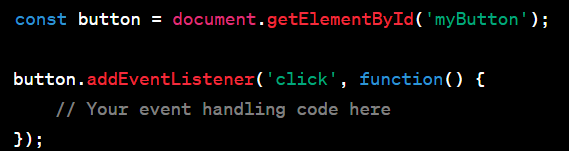 const button = document.getElementById('myButton');
button.addEventListener('click', function() {
    // Your event handling code here
});